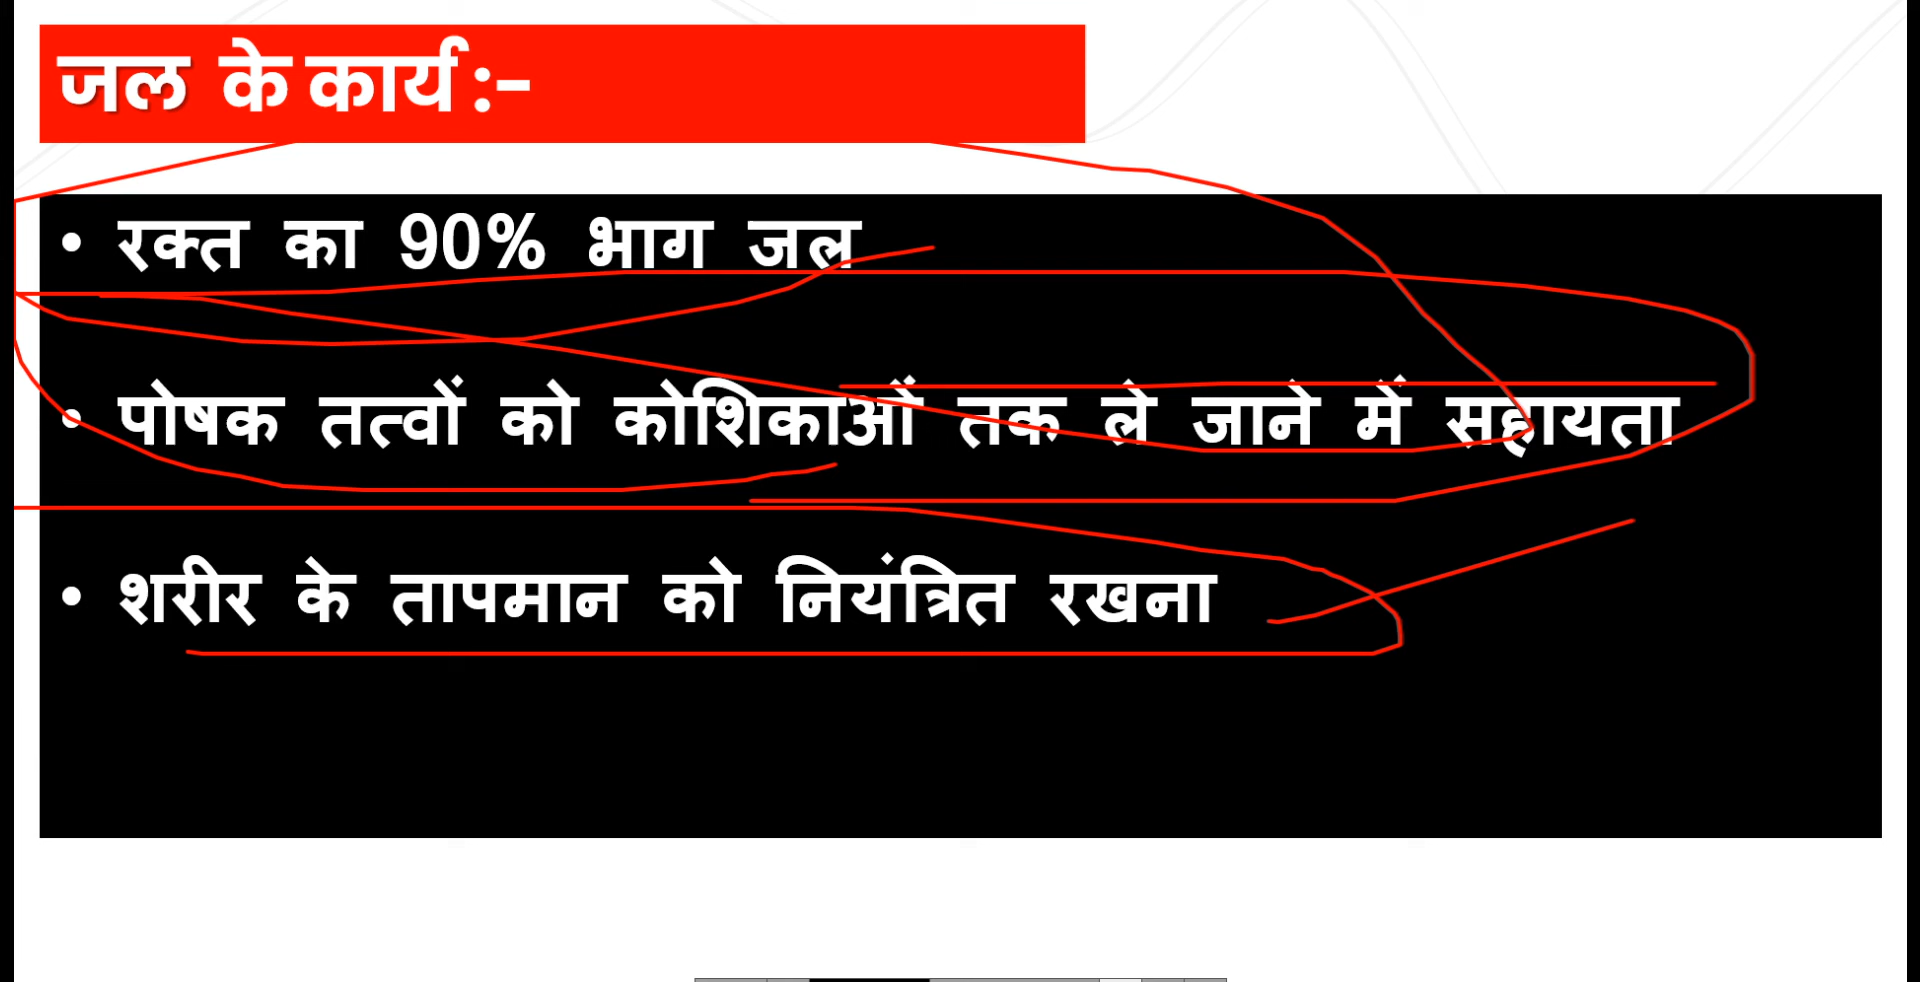 जल के कार्य :-
• रक्त का 90% भाग जल
• पोषक तत्वों को कोशिकाओं तक ले जाने में सहायता
• शरीर के तापमान को नियंत्रित रखना